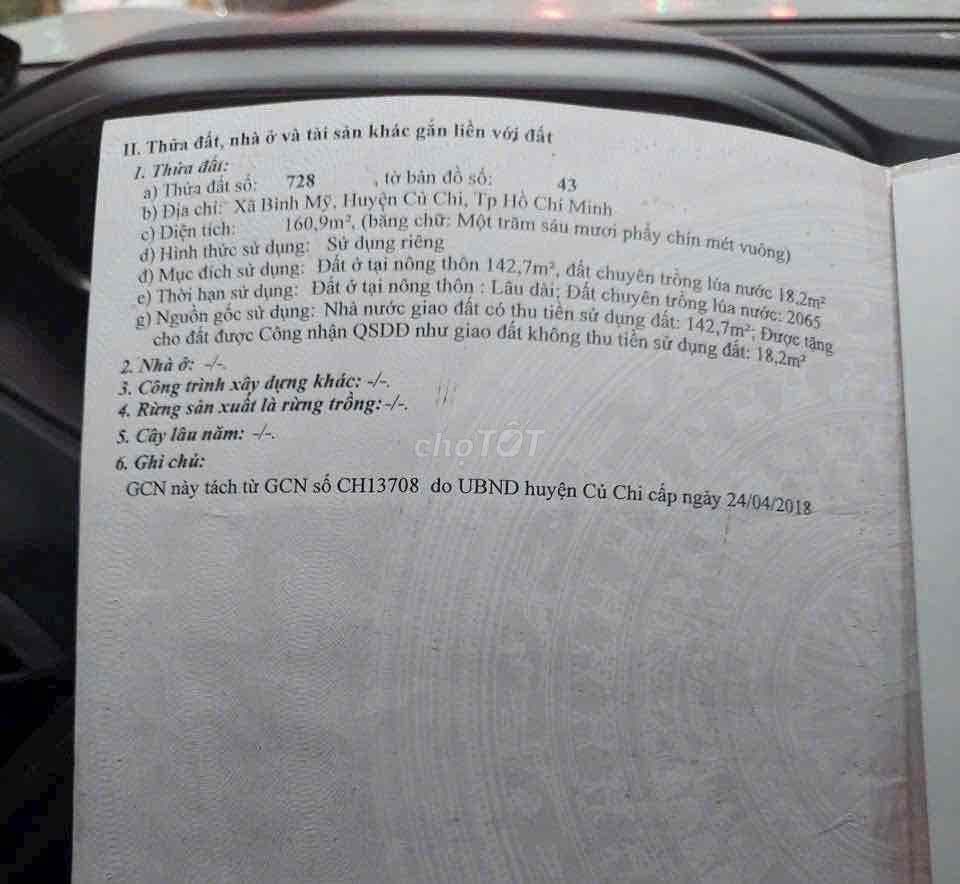 II. Thửa đất, nhà ở và tài sản khác gắn liền với đất
1. Thửa đất:
a) Thửa đất số: 728 , tờ bản đồ số: 43
b) Địa chỉ: Xã Bình Mỹ, Huyện Củ Chi, Tp Hồ Chí Minh
c) Diện tích: 160,9m², (bằng chữ: Một trăm sáu mươi phẩy chín mét vuông)
d) Hình thức sử dụng: Sử dụng riêng
đ) Mục đích sử dụng: Đất ở tại nông thôn 142,7m², đất chuyên trồng lúa nước 18,2m²
e) Thời hạn sử dụng: Đất ở tại nông thôn : Lâu dài; Đất chuyên trồng lúa nước: 2065
g) Nguồn gốc sử dụng: Nhà nước giao đất có thu tiền sử dụng đất: 142,7m²; Được tặng
cho đất được Công nhận QSDĐ như giao đất không thu tiền sử dụng đất: 18,2m²
2. Nhà ở: -/-.
3. Công trình xây dựng khác: -/-.
4. Rừng sản xuất là rừng trồng: -/-.
chợTỐT
5. Cây lâu năm: -/-.
6. Ghi chú:
GCN này tách từ GCN số CH13708 do UBND huyện Củ Chi cấp ngày 24/04/2018